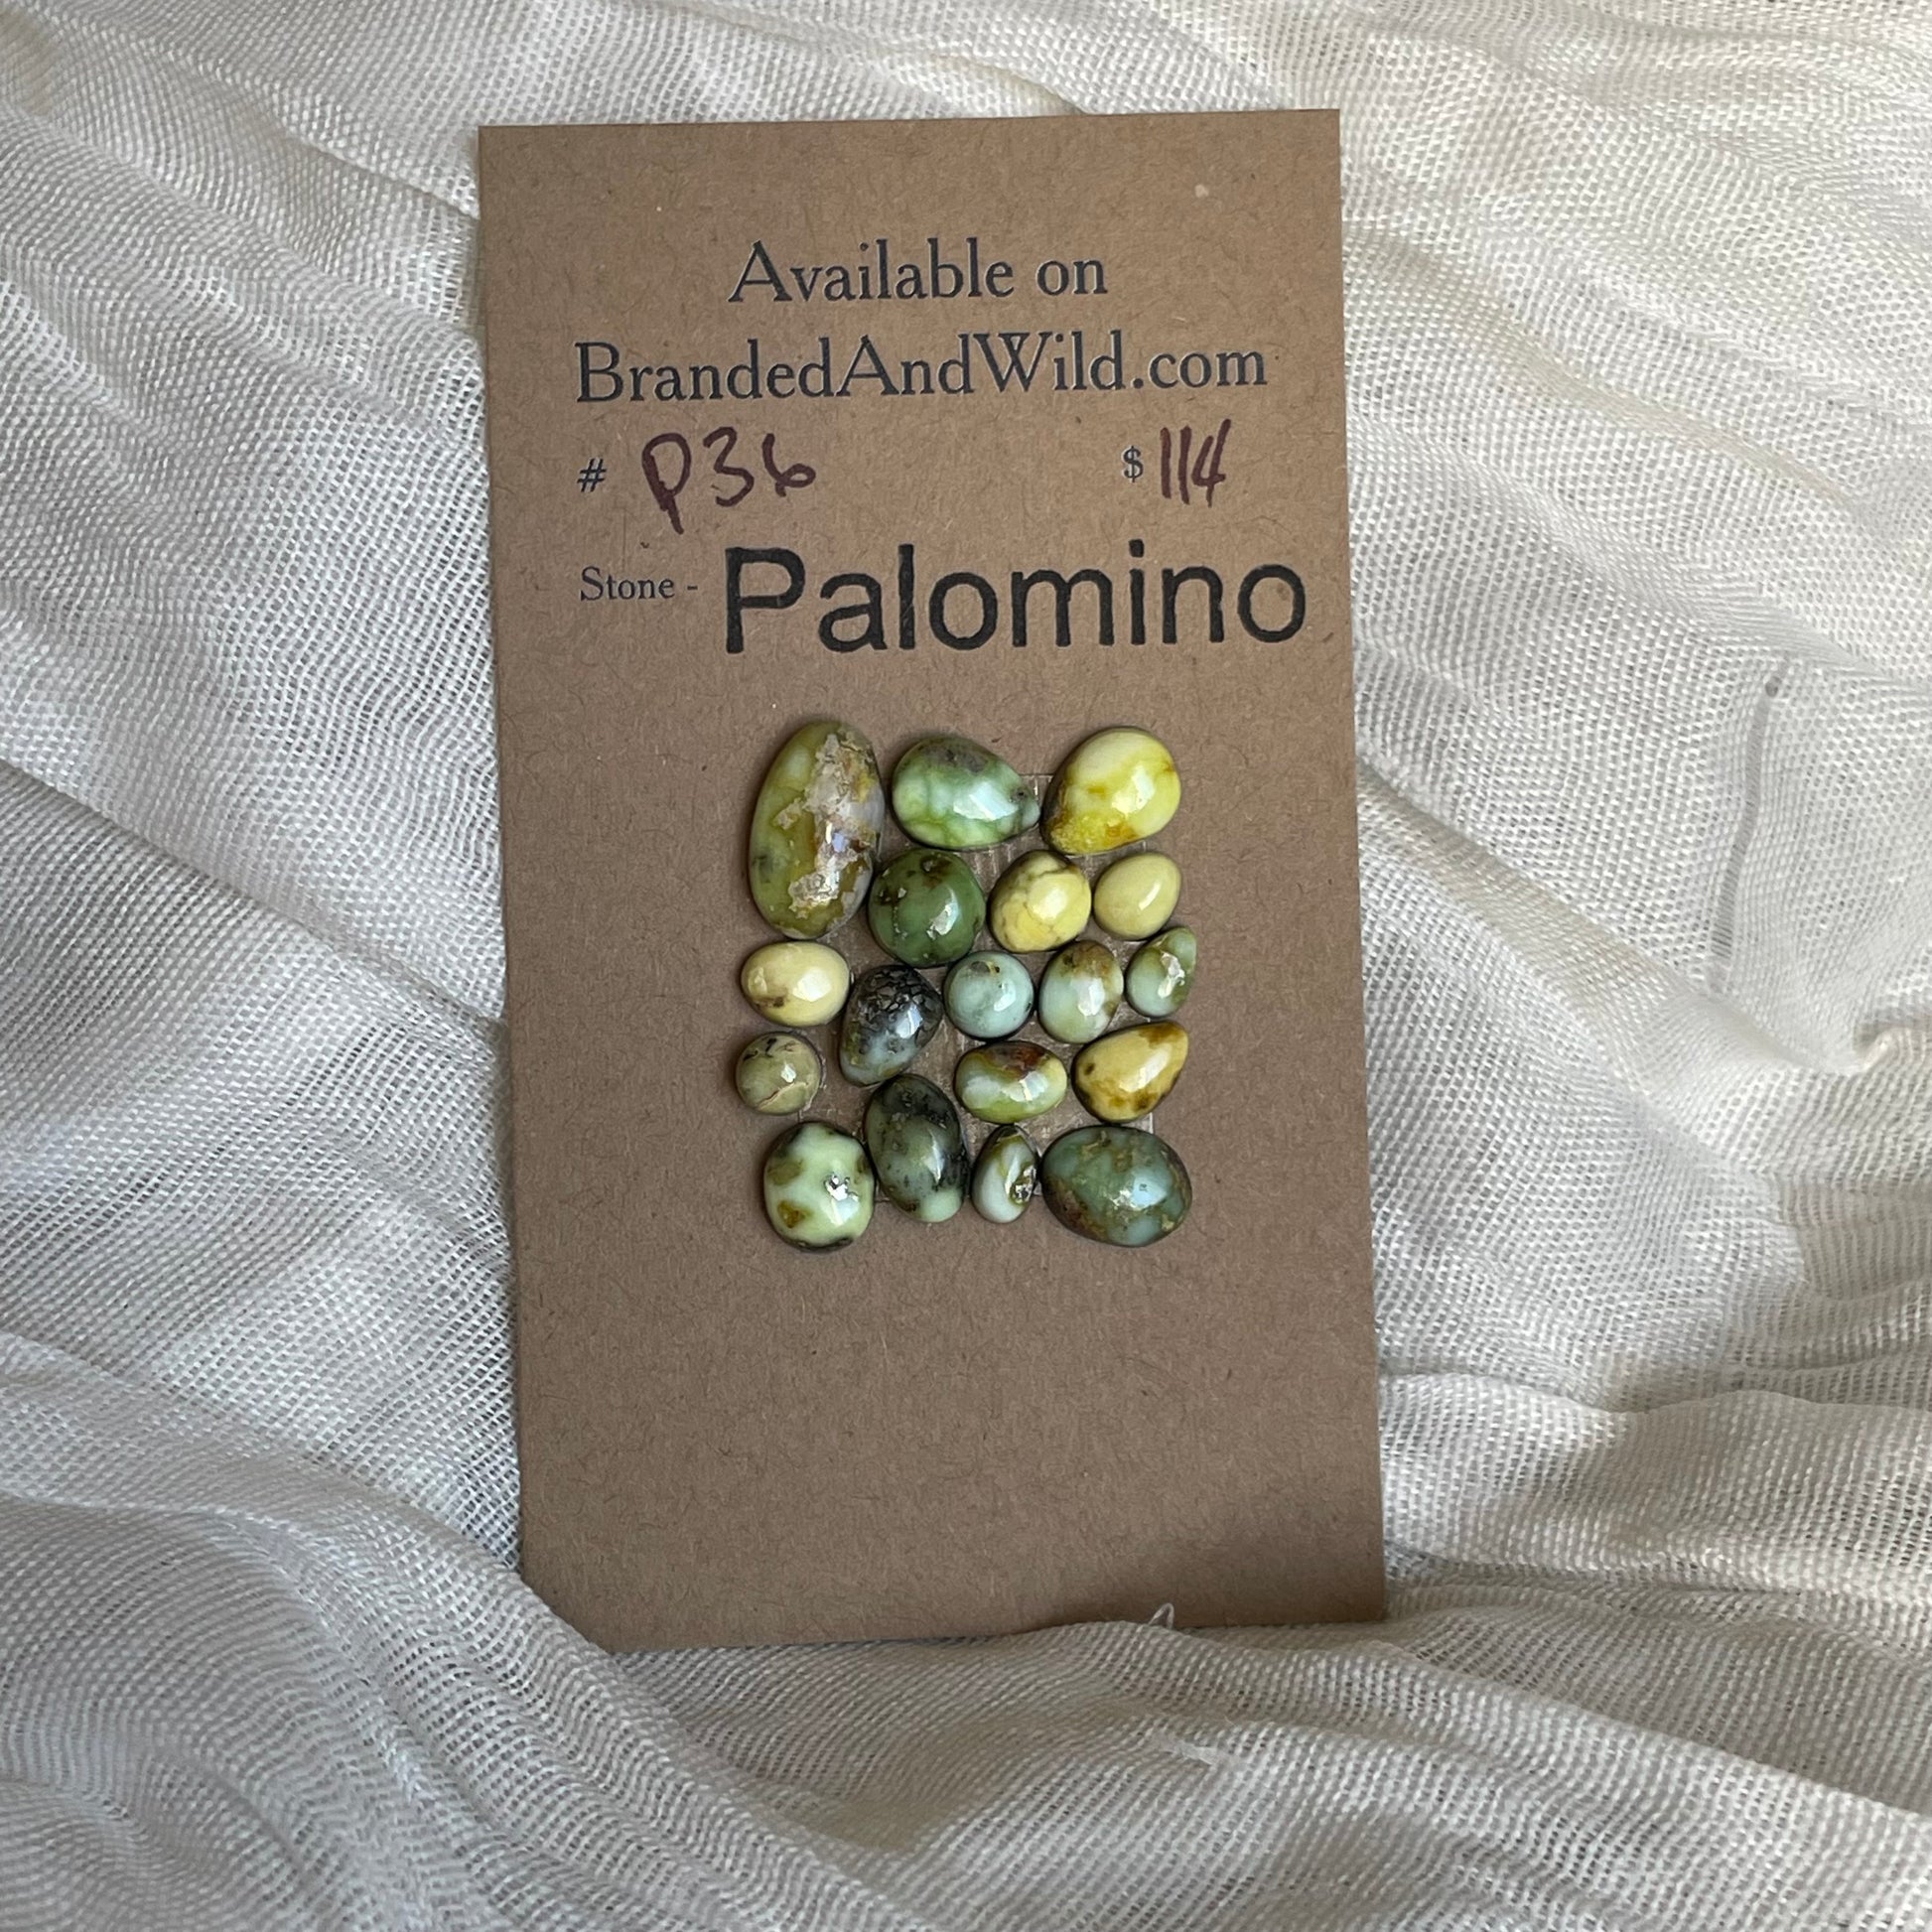 Available on
BrandedAndWild.com
# P36 $ 114
Stone - Palomino